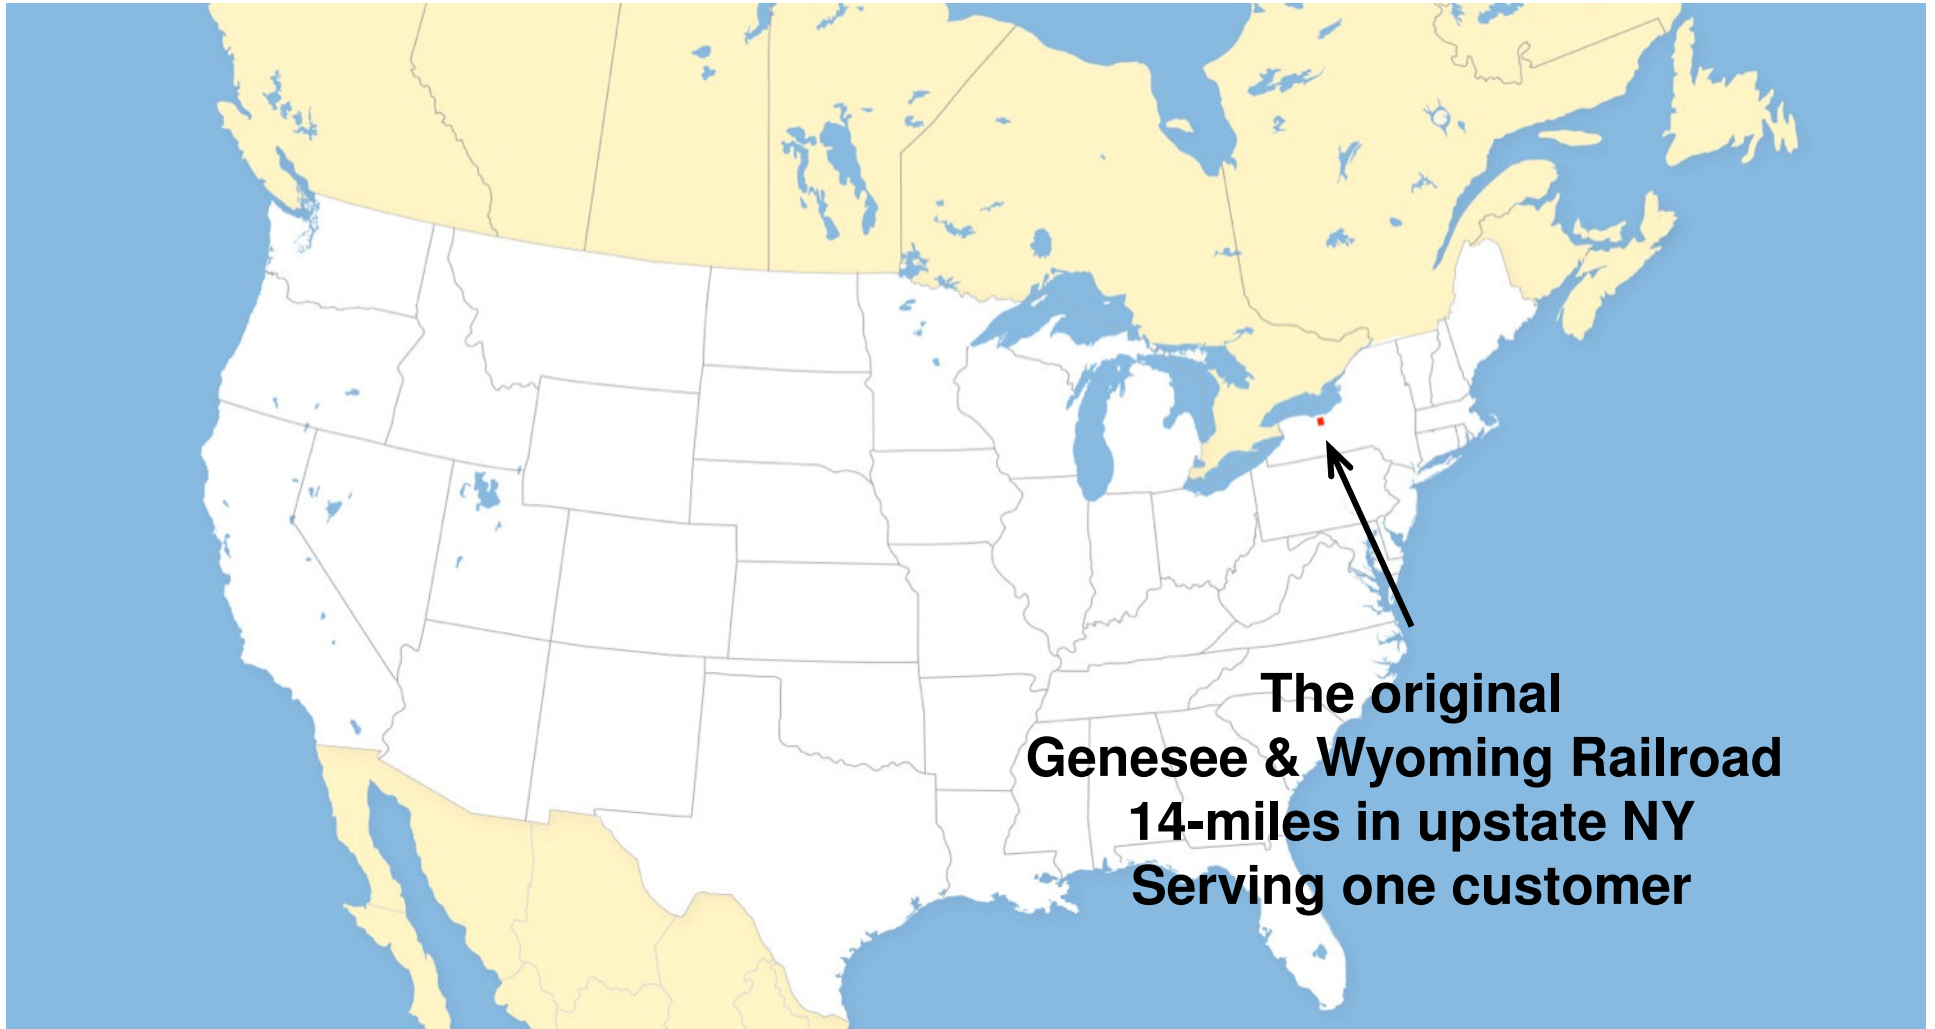 The original
Genesee & Wyoming Railroad
14-miles in upstate NY
Serving one customer